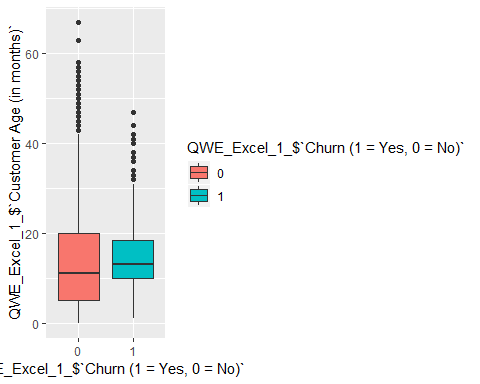 QWE_Excel_1_$`Customer Age (in months)`
60
40
20
0
0
1
E_Excel_1_$`Churn (1 = Yes, 0 = No)`
QWE_Excel_1_$`Churn (1 = Yes, 0 = No)`
0
1